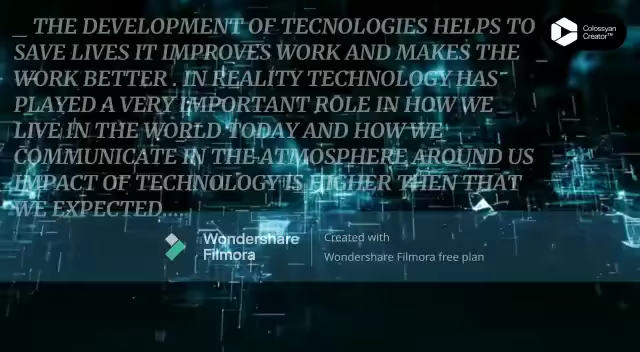 _ THE DEVELOPMENT OF TECNOLOGIES HELPS TO
SAVE LIVES IT IMPROVES WORK AND MAKES THE
WORK BETTER . IN REALITY TECHNOLOGY HAS
PLAYED A VERY IMPORTANT ROLE IN HOW WE
LIVE IN THE WORLD TODAY AND HOW WE
COMMUNICATE IN THE ATMOSPHERE AROUND US
IMPACT OF TECHNOLOGY IS HIGHER THEN THAT
WE EXPECTED.....
Colossyan
Creator™
Wondershare
Filmora
Created with
Wondershare Filmora free plan